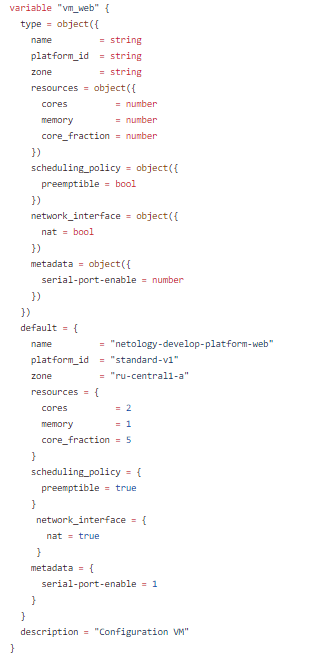 variable "vm_web" {
  type = object({
    name         = string
    platform_id  = string
    zone         = string
    resources = object({
      cores         = number
      memory        = number
      core_fraction = number
    })
    scheduling_policy = object({
      preemptible = bool
    })
    network_interface = object({
      nat = bool
    })
    metadata = object({
      serial-port-enable = number
    })
  })
  default = {
    name         = "netology-develop-platform-web"
    platform_id  = "standard-v1"
    zone         = "ru-central1-a"
    resources = {
      cores         = 2
      memory        = 1
      core_fraction = 5
    }
    scheduling_policy = {
      preemptible = true
    }
     network_interface = {
       nat = true
     }
    metadata = {
      serial-port-enable = 1
    }
  }
  description = "Configuration VM"
}